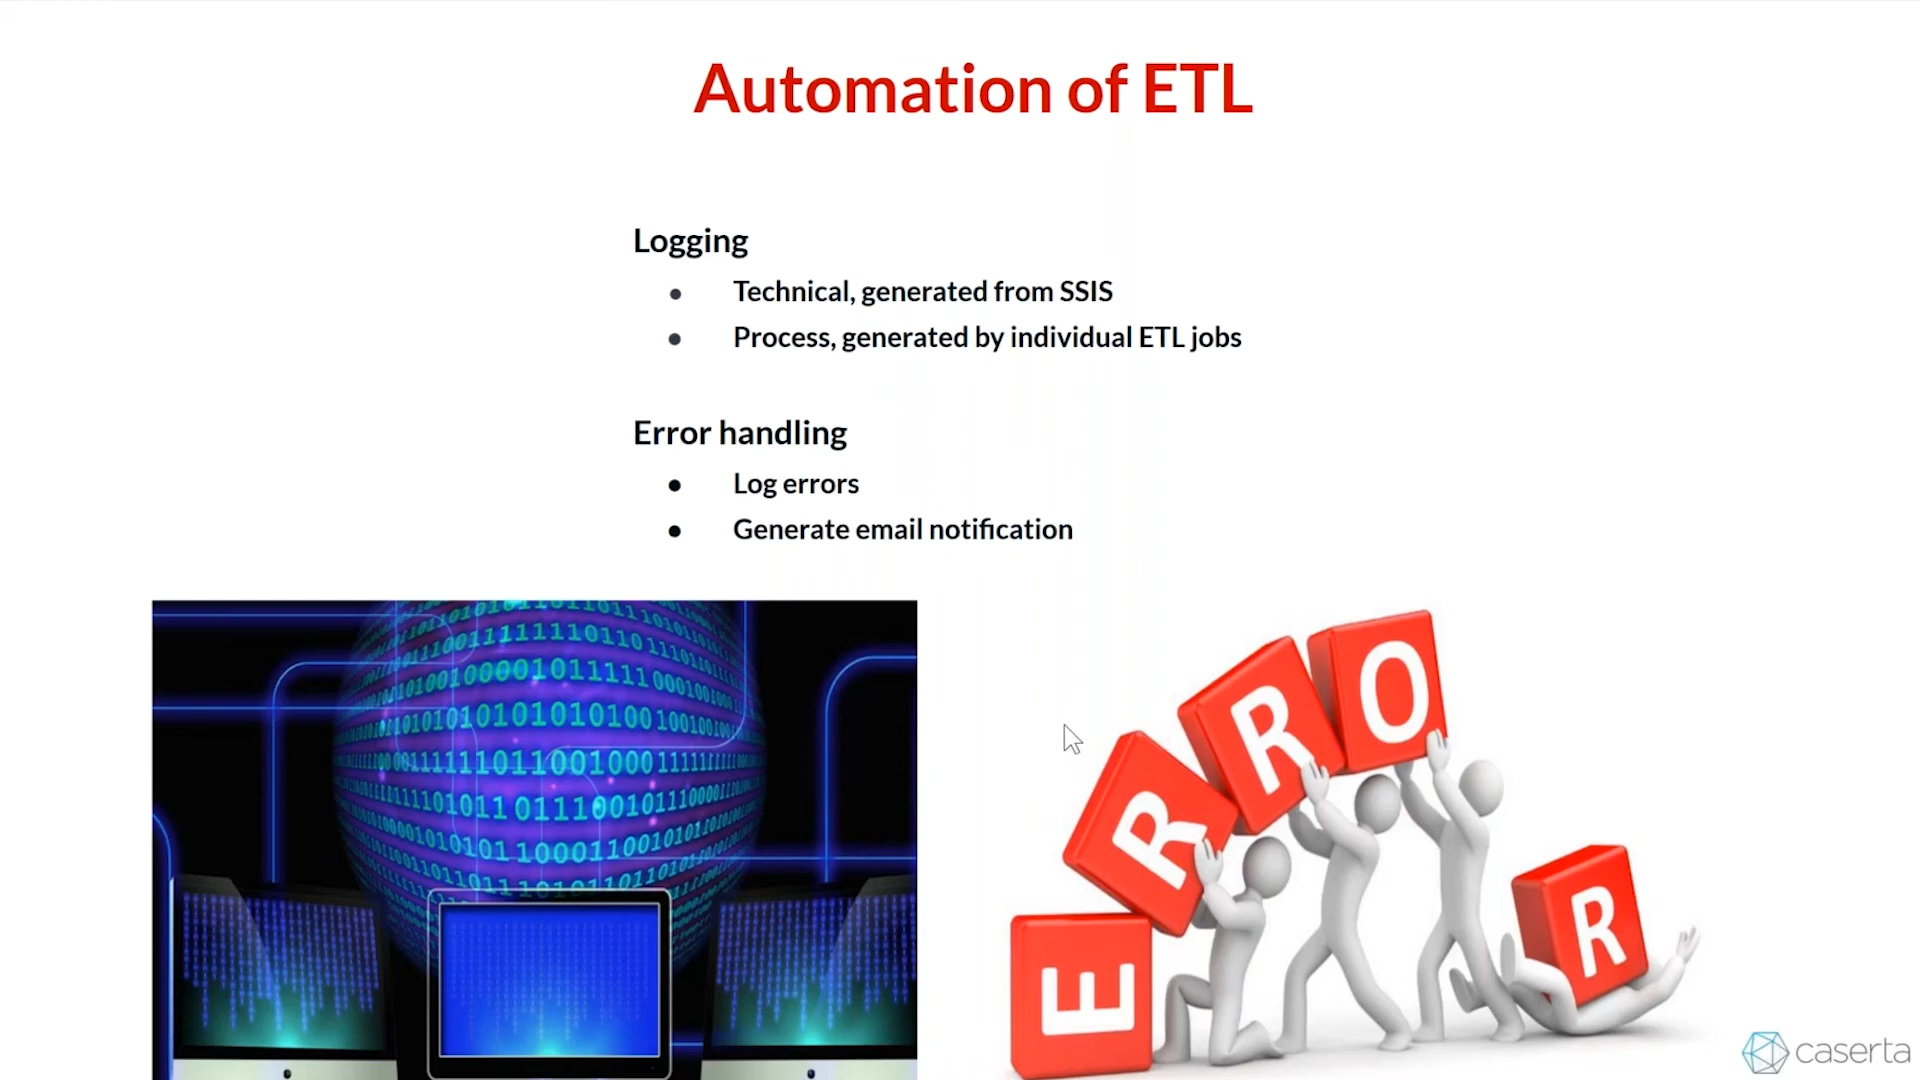 Automation of ETL
Logging
• Technical, generated from SSIS
• Process, generated by individual ETL jobs
Error handling
• Log errors
• Generate email notification
E
R
R
O
R
caserta